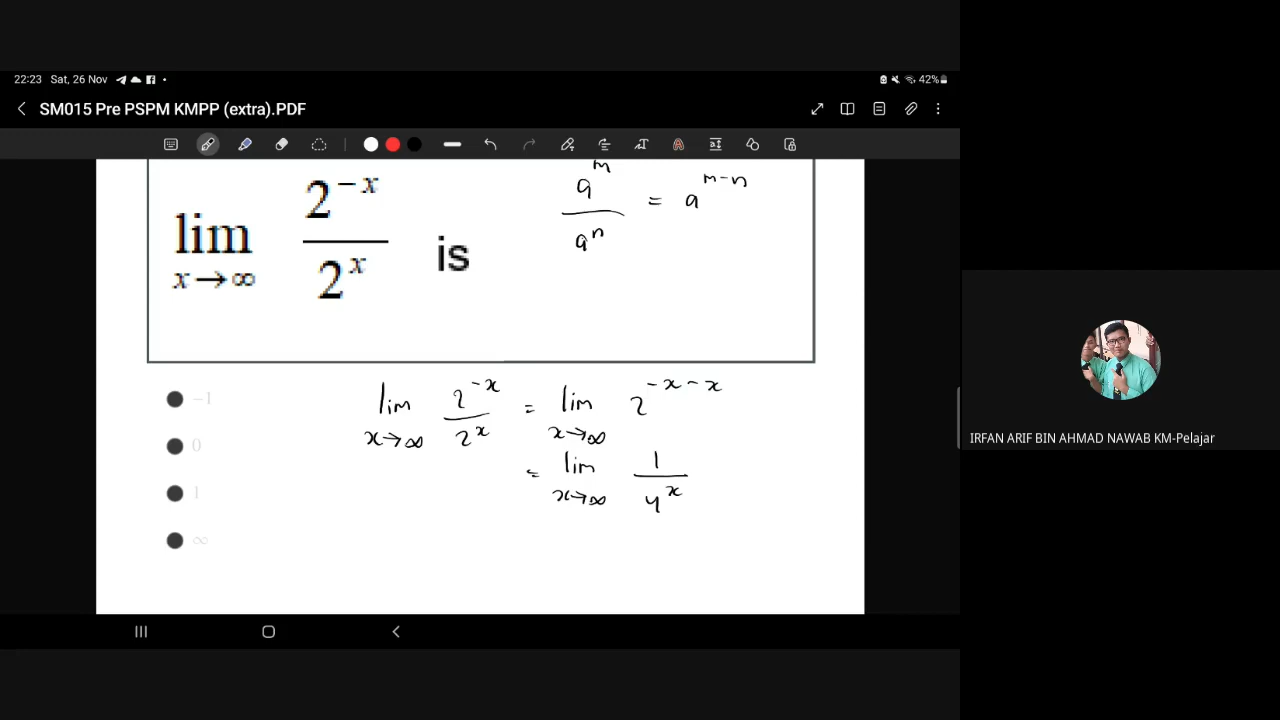 22:23 Sat, 26 Nov 42%
SM015 Pre PSPM KMPP (extra).PDF
lim x→∞ 2^{-x} / 2^x is
a^m / a^n = a^{m-n}
−1
0
1
∞
lim x→∞ 2^{-x} / 2^x = lim x→∞ 2^{-x-x}
= lim x→∞ 1 / 4^x
IRFAN ARIF BIN AHMAD NAWAB KM-Pelajar